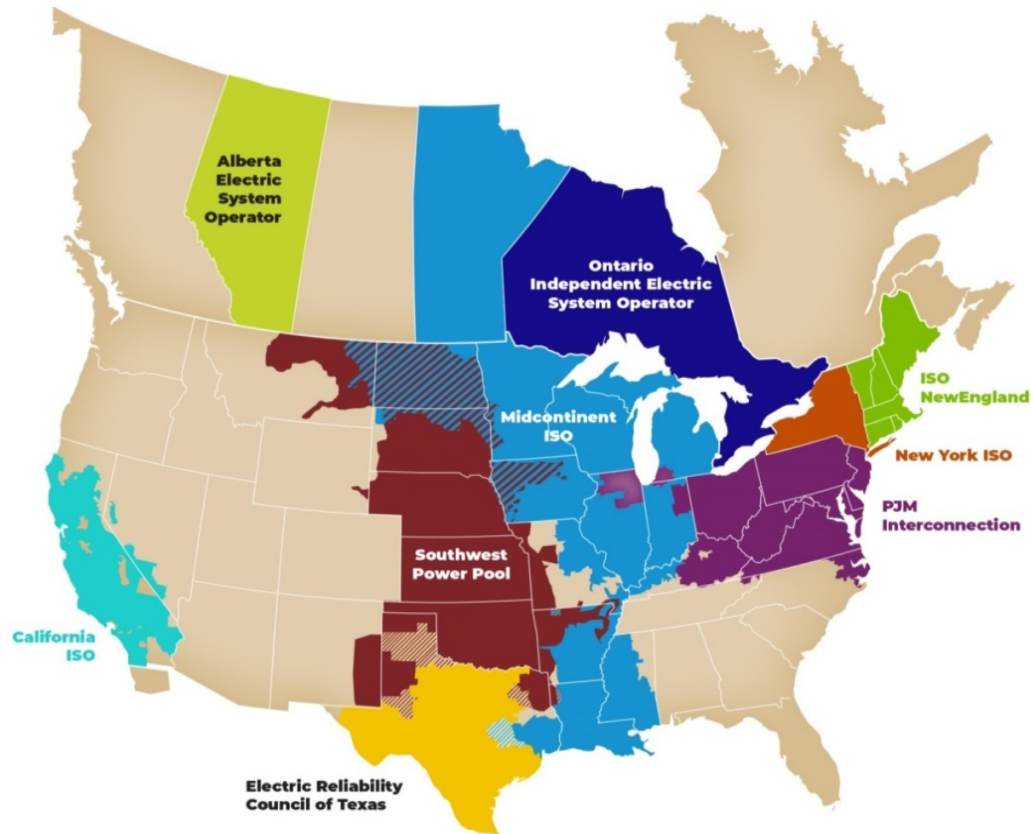 Alberta
Electric
System
Operator
Ontario
Independent Electric
System Operator
Midcontinent
ISO
ISO
NewEngland
New York ISO
PJM
Interconnection
Southwest
Power Pool
California
ISO
Electric Reliability
Council of Texas